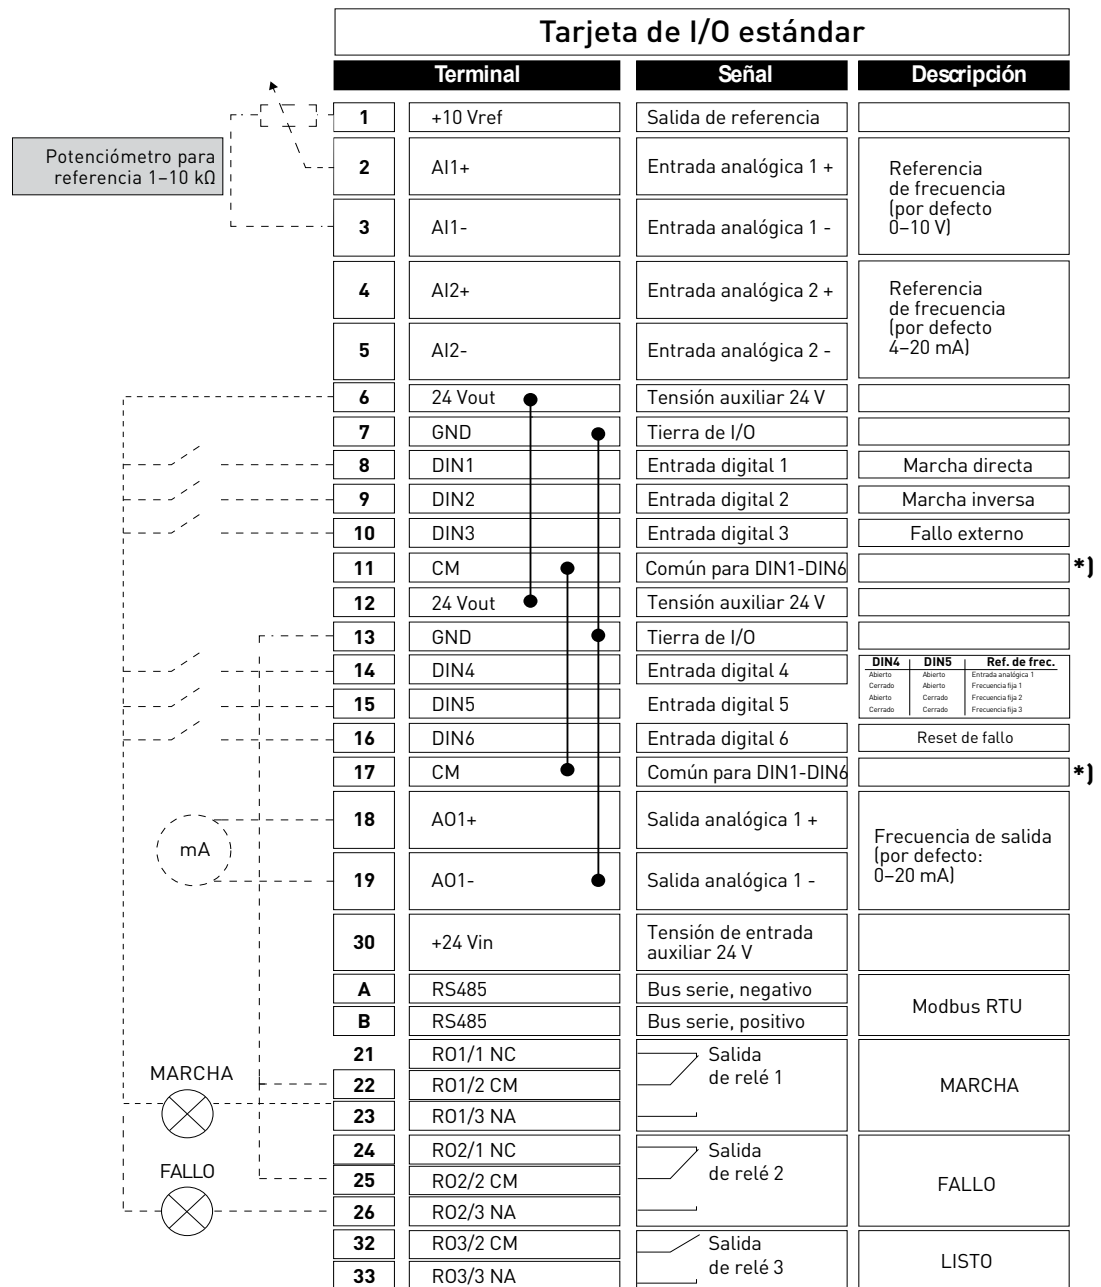 Tarjeta de I/O estándar
Terminal Señal Descripción
1 +10 Vref Salida de referencia
Potenciómetro para
referencia 1–10 kΩ
2 AI1+ Entrada analógica 1 +
3 AI1- Entrada analógica 1 -
Referencia
de frecuencia
(por defecto
0–10 V)
4 AI2+ Entrada analógica 2 +
5 AI2- Entrada analógica 2 -
Referencia
de frecuencia
(por defecto
4–20 mA)
6 24 Vout Tensión auxiliar 24 V
7 GND Tierra de I/O
8 DIN1 Entrada digital 1 Marcha directa
9 DIN2 Entrada digital 2 Marcha inversa
10 DIN3 Entrada digital 3 Fallo externo
11 CM Común para DIN1-DIN6 *)
12 24 Vout Tensión auxiliar 24 V
13 GND Tierra de I/O
14 DIN4 Entrada digital 4
15 DIN5 Entrada digital 5
DIN4 DIN5 Ref. de frec.
Abierto Abierto Entrada analógica 1
Cerrado Abierto Frecuencia fija 1
Abierto Cerrado Frecuencia fija 2
Cerrado Cerrado Frecuencia fija 3
16 DIN6 Entrada digital 6 Reset de fallo
17 CM Común para DIN1-DIN6 *)
18 AO1+ Salida analógica 1 +
mA
19 AO1- Salida analógica 1 -
Frecuencia de salida
(por defecto:
0–20 mA)
30 +24 Vin Tensión de entrada
auxiliar 24 V
A RS485 Bus serie, negativo
B RS485 Bus serie, positivo
Modbus RTU
21 RO1/1 NC
22 RO1/2 CM
23 RO1/3 NA
Salida
de relé 1
MARCHA
MARCHA
24 RO2/1 NC
25 RO2/2 CM
26 RO2/3 NA
Salida
de relé 2
FALLO
FALLO
32 RO3/2 CM
33 RO3/3 NA
Salida
de relé 3
LISTO